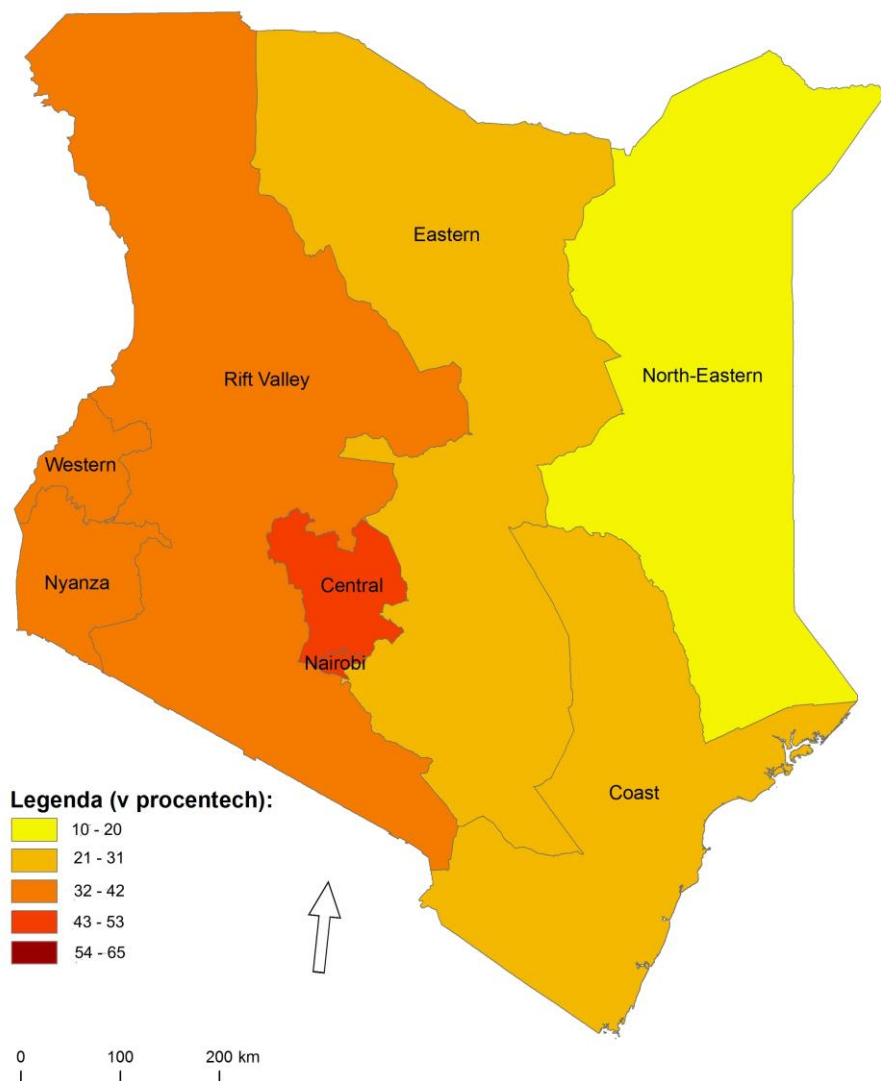 Eastern
North-Eastern
Rift Valley
Western
Nyanza
Central
Nairobi
Coast
Legenda (v procentech):
10 - 20
21 - 31
32 - 42
43 - 53
54 - 65
0 100 200 km